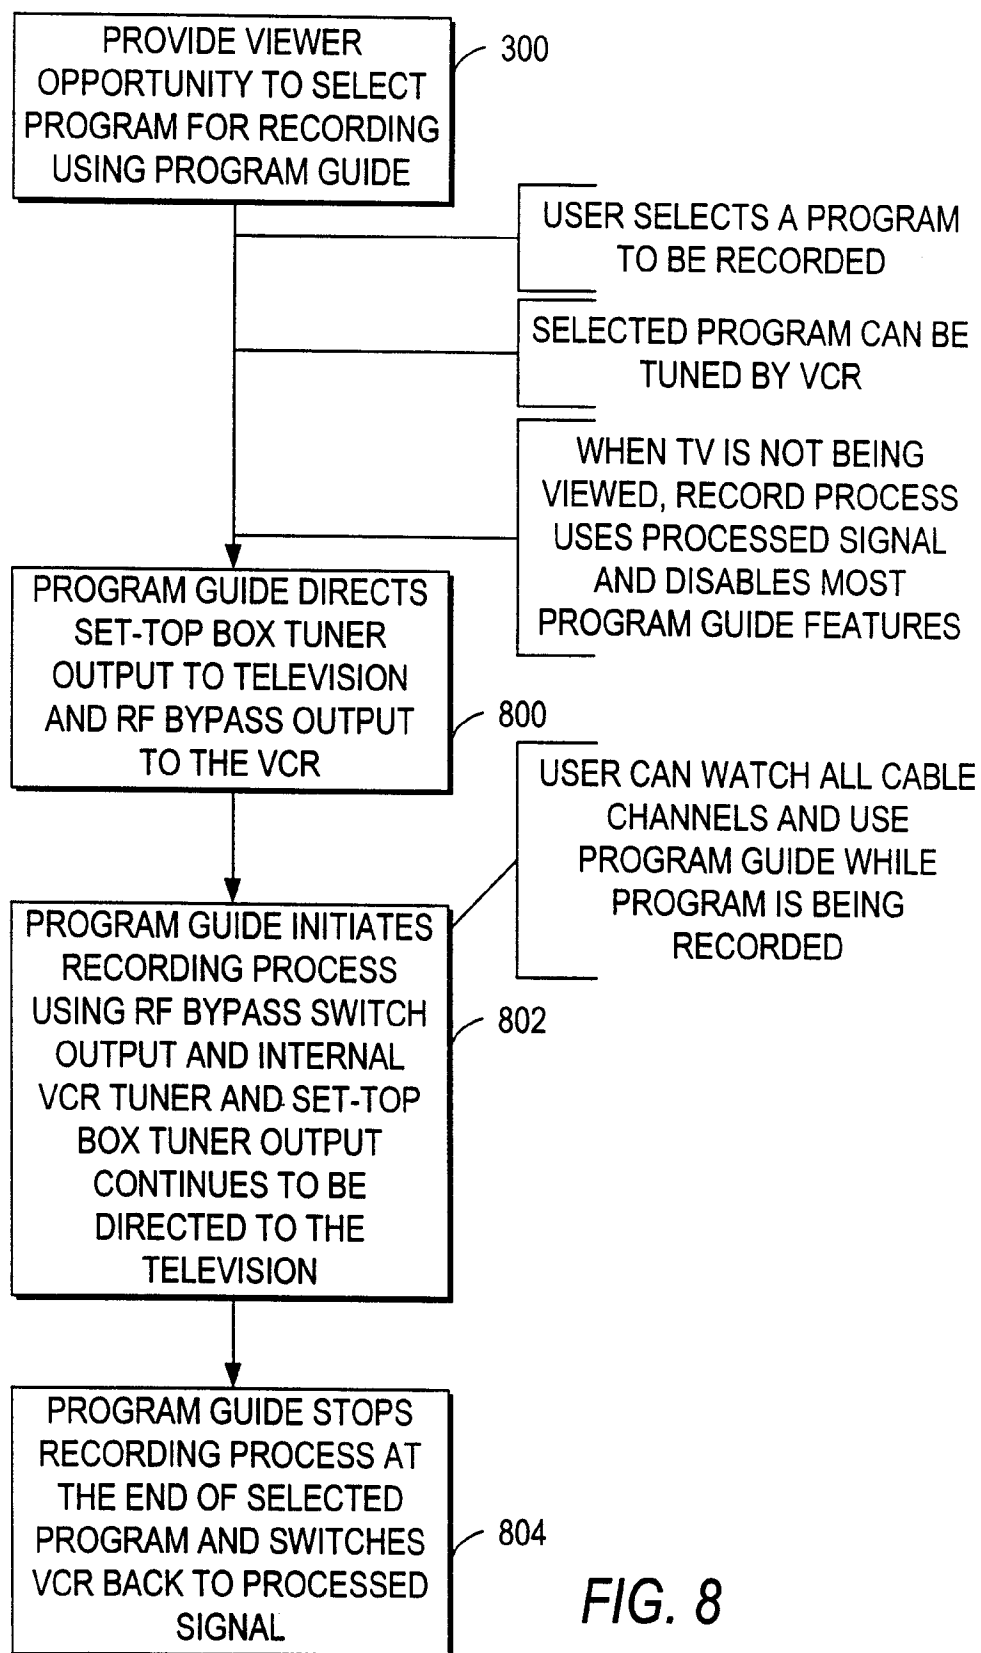 PROVIDE VIEWER
OPPORTUNITY TO SELECT
PROGRAM FOR RECORDING
USING PROGRAM GUIDE
300
USER SELECTS A PROGRAM
TO BE RECORDED
SELECTED PROGRAM CAN BE
TUNED BY VCR
WHEN TV IS NOT BEING
VIEWED, RECORD PROCESS
USES PROCESSED SIGNAL
AND DISABLES MOST
PROGRAM GUIDE FEATURES
PROGRAM GUIDE DIRECTS
SET-TOP BOX TUNER
OUTPUT TO TELEVISION
AND RF BYPASS OUTPUT
TO THE VCR
800
USER CAN WATCH ALL CABLE
CHANNELS AND USE
PROGRAM GUIDE WHILE
PROGRAM IS BEING
RECORDED
PROGRAM GUIDE INITIATES
RECORDING PROCESS
USING RF BYPASS SWITCH
OUTPUT AND INTERNAL
VCR TUNER AND SET-TOP
BOX TUNER OUTPUT
CONTINUES TO BE
DIRECTED TO THE
TELEVISION
802
PROGRAM GUIDE STOPS
RECORDING PROCESS AT
THE END OF SELECTED
PROGRAM AND SWITCHES
VCR BACK TO PROCESSED
SIGNAL
804
FIG. 8